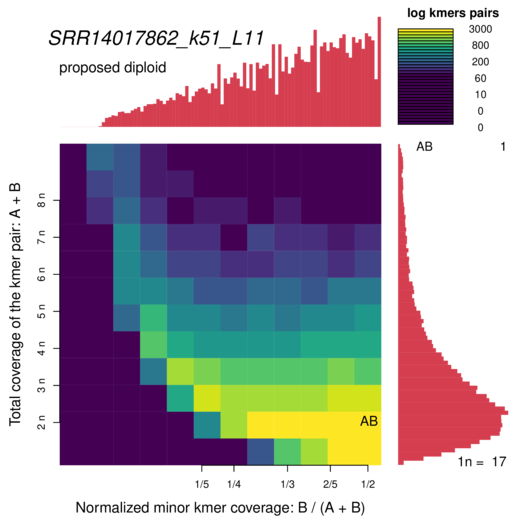 SRR14017862_k51_L11
proposed diploid
log kmers pairs
3000
800
200
60
10
0
0
AB 1
Total coverage of the kmer pair: A + B
8 n
7 n
6 n
5 n
4 n
3 n
2 n
AB
1n = 17
1/5 1/4 1/3 2/5 1/2
Normalized minor kmer coverage: B / (A + B)